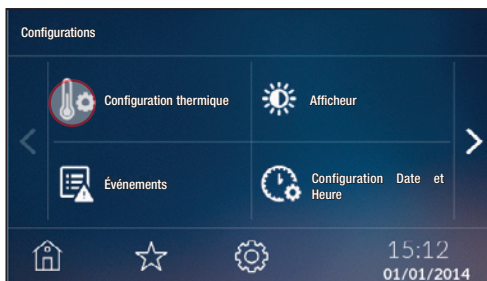 Configurations
Configuration thermique
Afficheur
Événements
Configuration Date et
Heure
15:12
01/01/2014